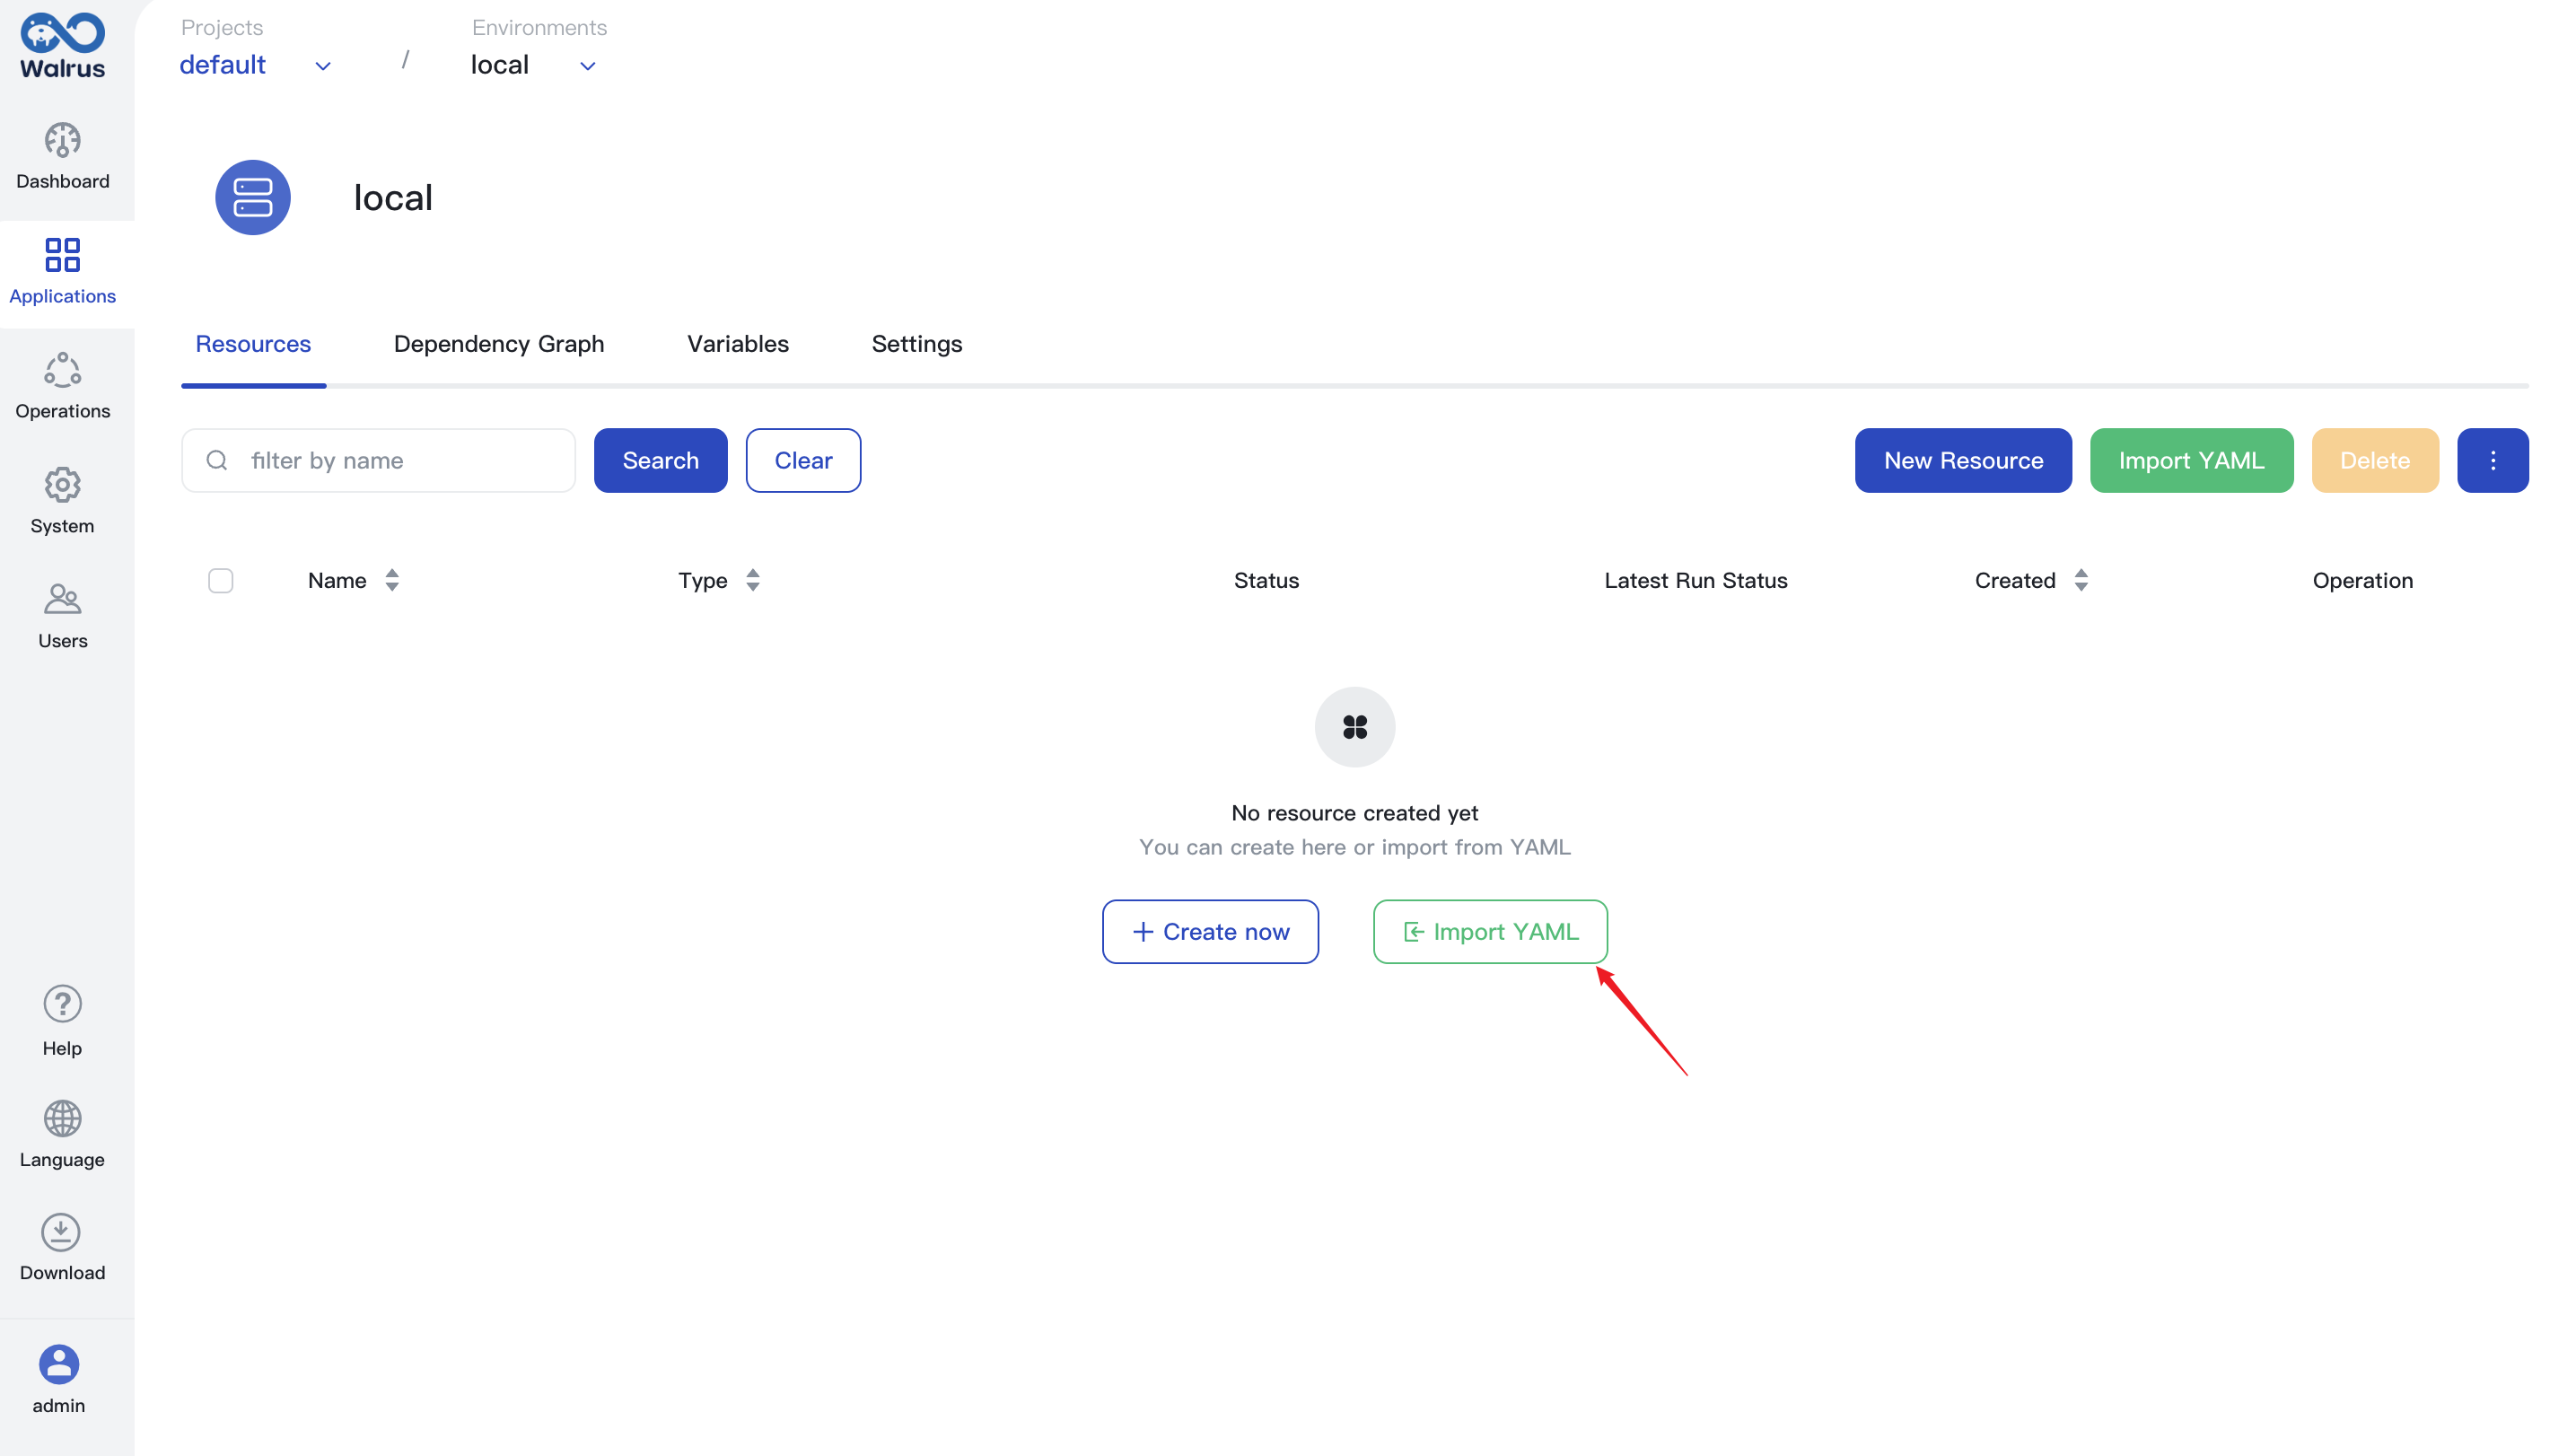 Walrus
Dashboard
Applications
Operations
System
Users
Help
Language
Download
admin
Projects
default
/
Environments
local
local
Resources
Dependency Graph
Variables
Settings
filter by name
Search
Clear
New Resource
Import YAML
Delete
Name
Type
Status
Latest Run Status
Created
Operation
No resource created yet
You can create here or import from YAML
Create now
Import YAML